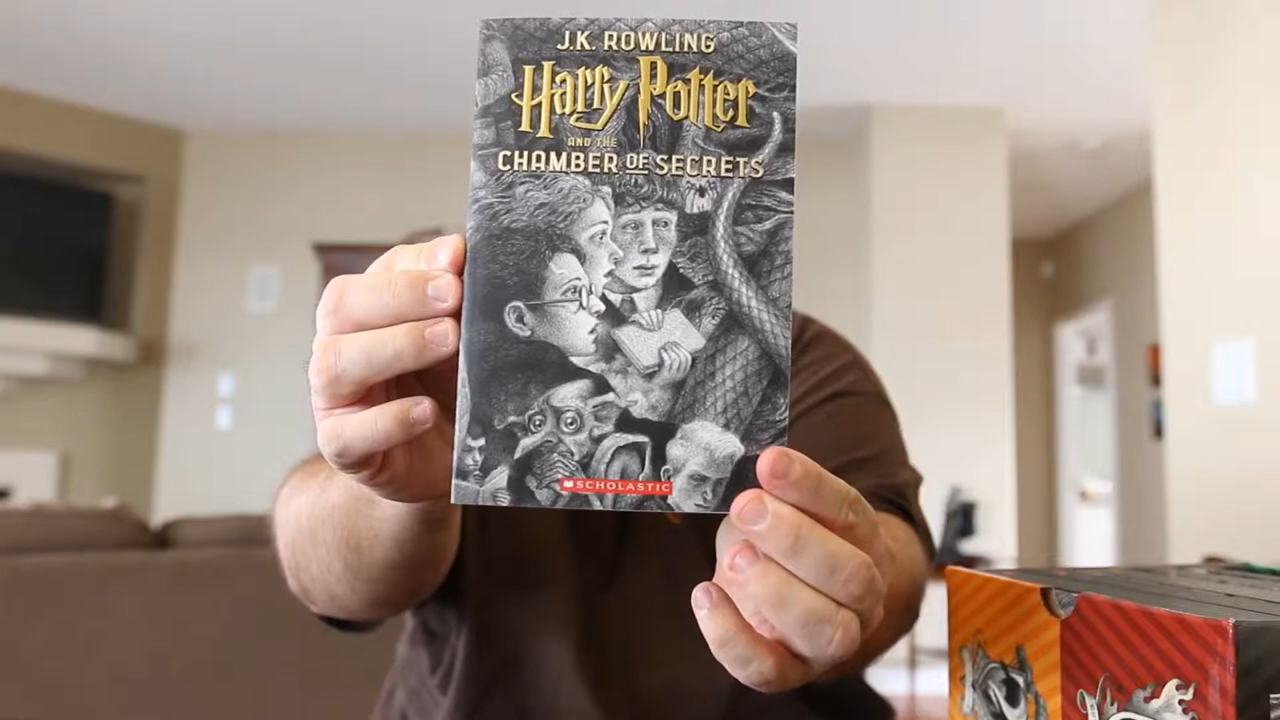 J.K. ROWLING
Harry Potter
AND THE
CHAMBER OF SECRETS
SCHOLASTIC